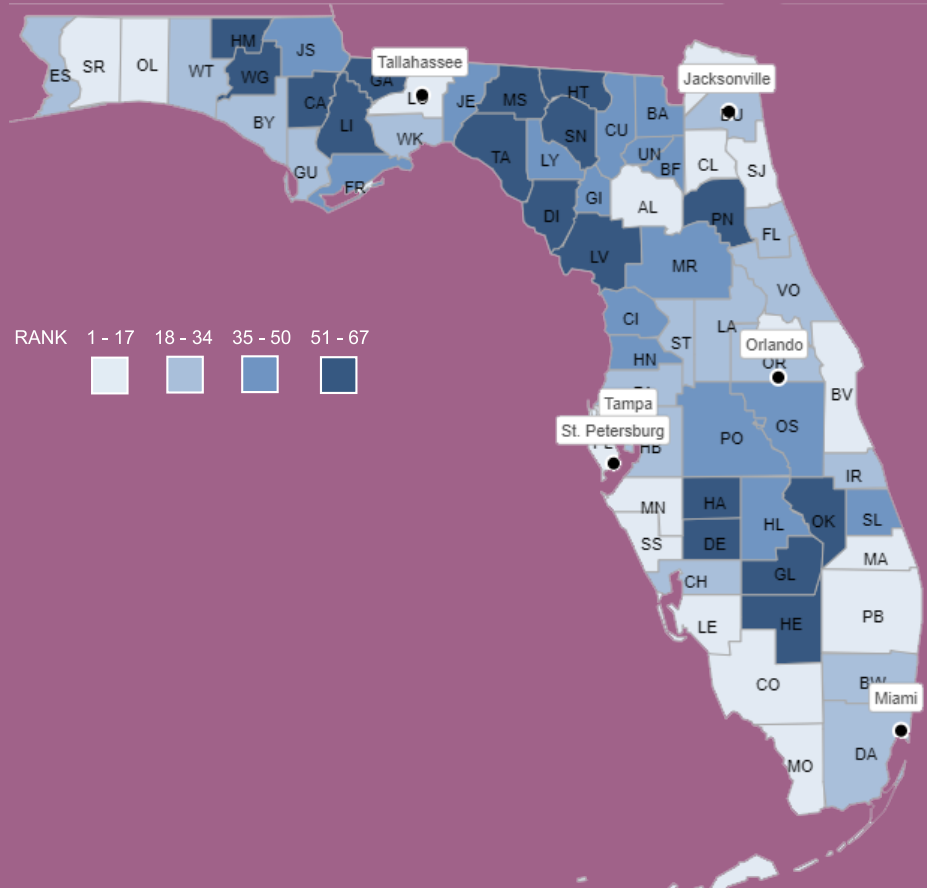 HM
JS
Tallahassee
ES
SR
OL
WT
WG
GA
Jacksonville
CA
JE
MS
HT
BY
LI
WK
SN
CU
BA
DU
TA
LY
UN
BF
CL
SJ
GU
FR
GI
AL
DI
PN
FL
LV
MR
VO
CI
LA
RANK 1 - 17 18 - 34 35 - 50 51 - 67
ST
Orlando
HN
OR
BV
Tampa
St. Petersburg
OS
PO
HB
IR
MN
HA
HL
OK
SL
SS
DE
MA
CH
GL
LE
HE
PB
CO
BW
Miami
DA
MO